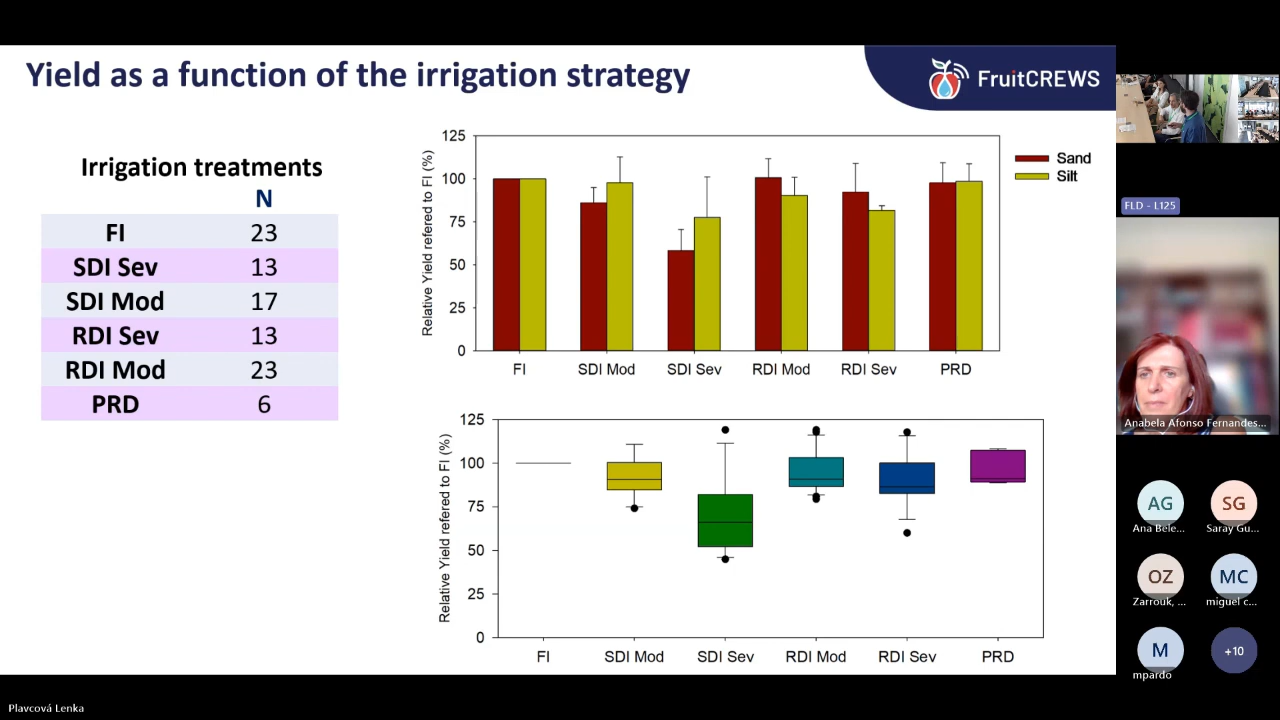 Yield as a function of the irrigation strategy
FruitCREWS
Irrigation treatments
N
FI 23
SDI Sev 13
SDI Mod 17
RDI Sev 13
RDI Mod 23
PRD 6
Relative Yield refered to FI (%)
125
100
75
50
25
0
FI SDI Mod SDI Sev RDI Mod RDI Sev PRD
Sand
Silt
Relative Yield refered to FI (%)
125
100
75
50
25
0
FI SDI Mod SDI Sev RDI Mod RDI Sev PRD
FLD - L125
Anabela Afonso Fernandes...
AG SG
Ana Bele... Saray Gu...
OZ MC
Zarrouk, ... miguel c...
M +10
mpardo
Plavcová Lenka